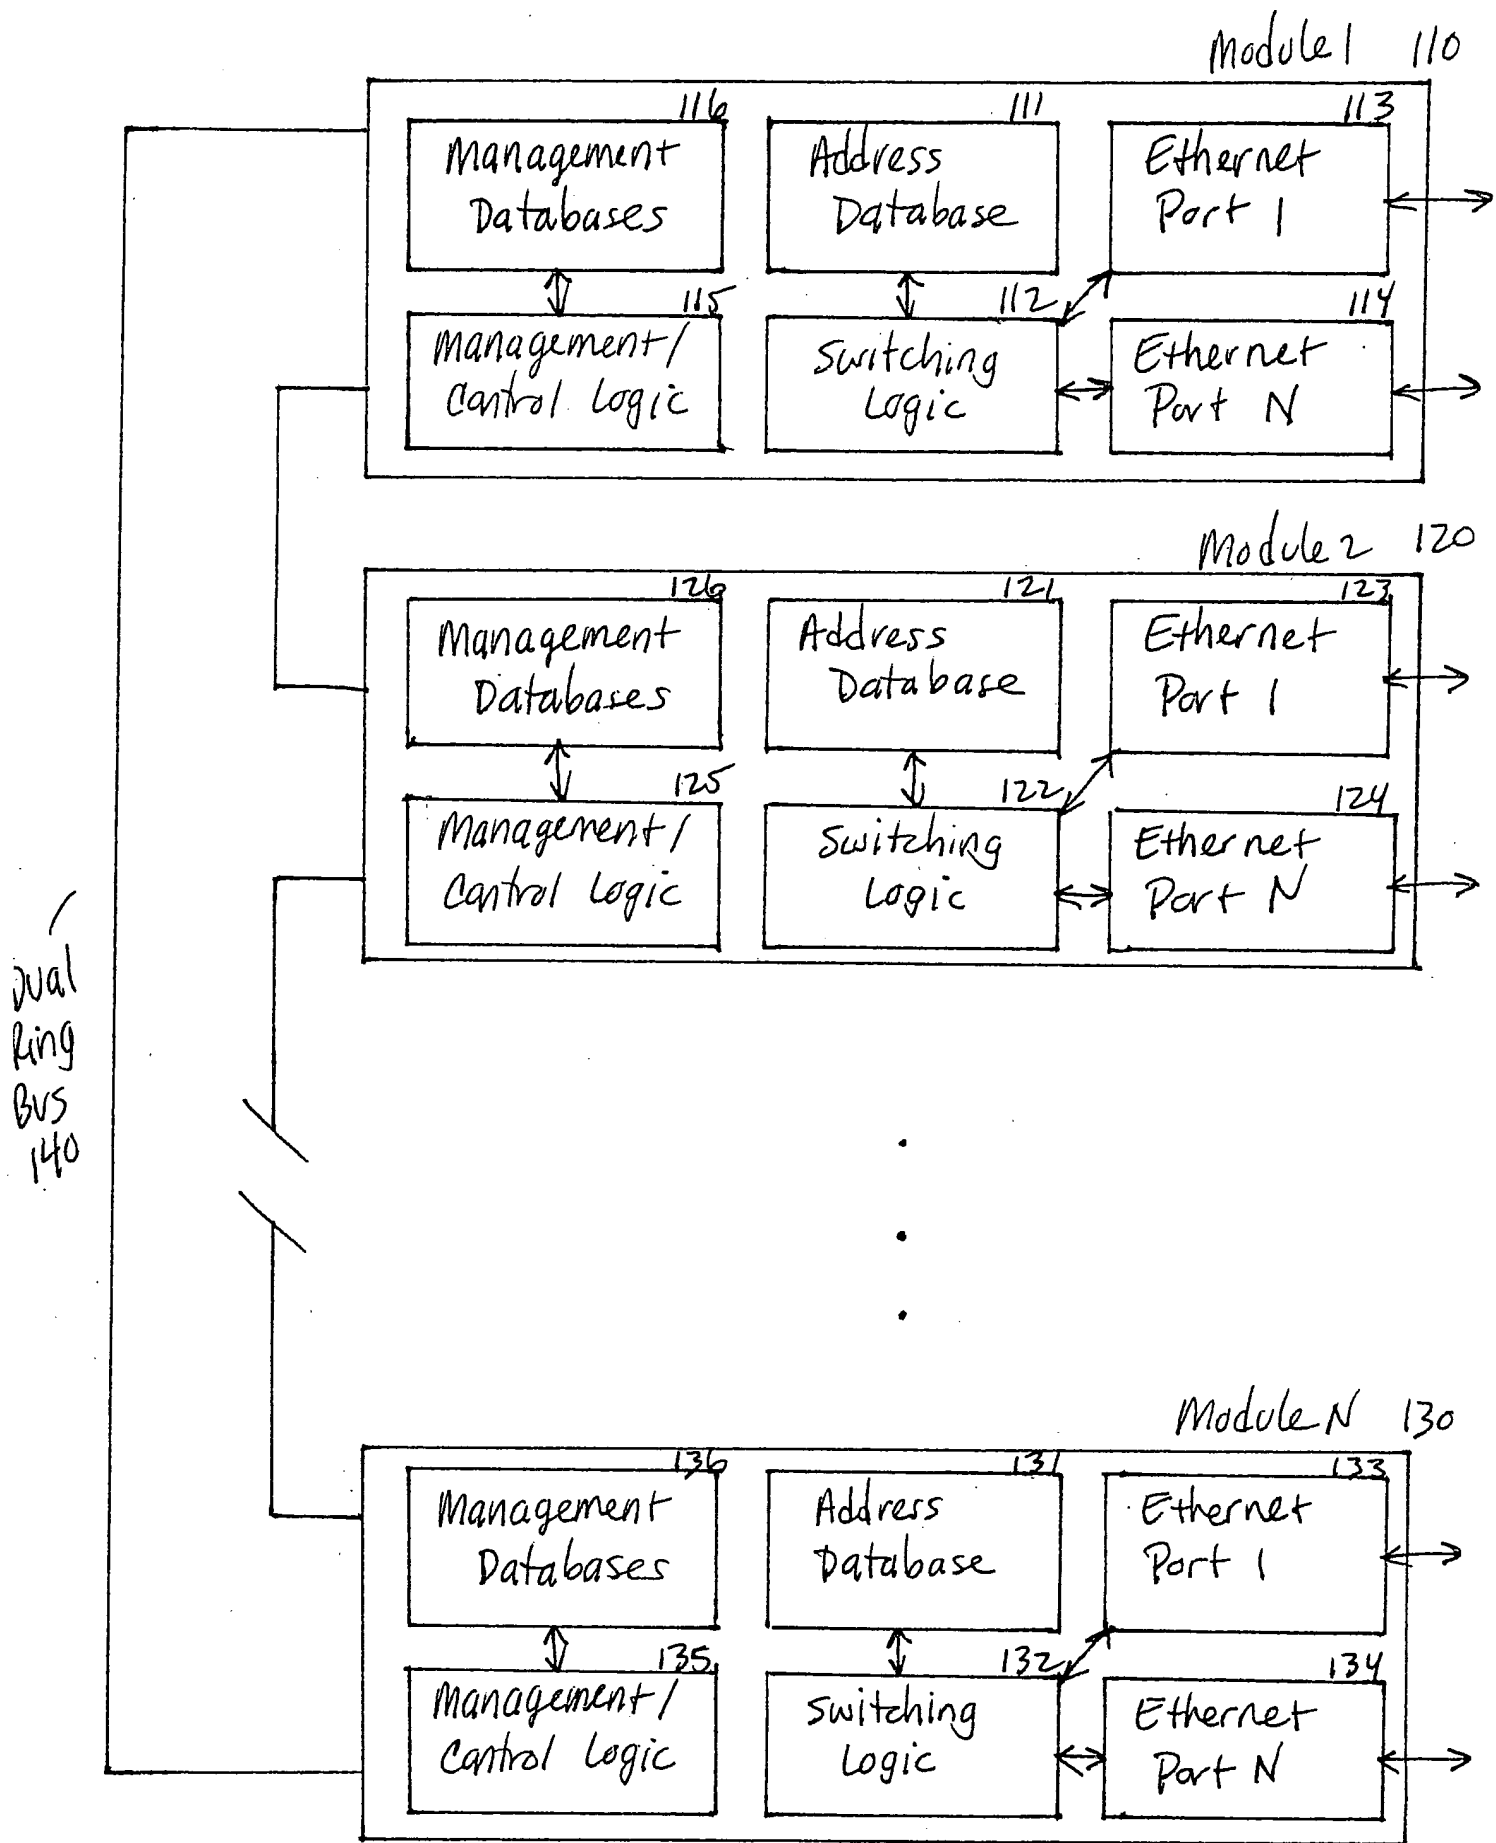 Module 1 110
116
Management
Databases
111
Address
Database
113
Ethernet
Port 1
115
Management/
Control Logic
112
Switching
Logic
114
Ethernet
Port N
Module 2 120
126
Management
Databases
121
Address
Database
123
Ethernet
Port 1
125
Management/
Control Logic
122
Switching
Logic
124
Ethernet
Port N
Dual
Ring
Bus
140
Module N 130
136
Management
Databases
131
Address
Database
133
Ethernet
Port 1
135
Management/
Control Logic
132
Switching
Logic
134
Ethernet
Port N